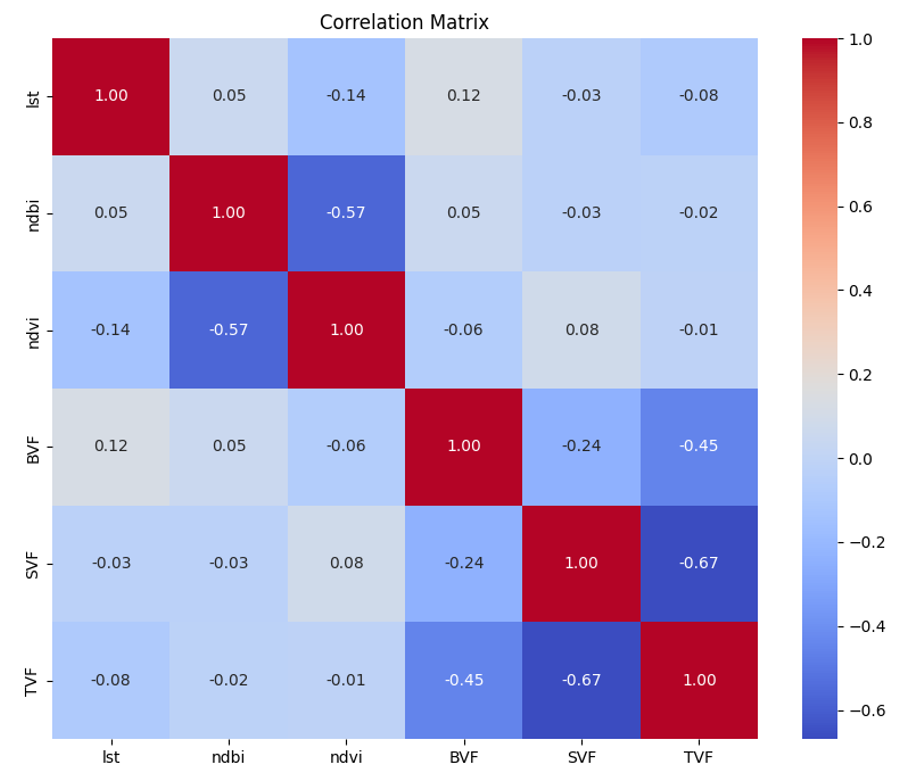 Correlation Matrix
lst 1.00 0.05 -0.14 0.12 -0.03 -0.08
ndbi 0.05 1.00 -0.57 0.05 -0.03 -0.02
ndvi -0.14 -0.57 1.00 -0.06 0.08 -0.01
BVF 0.12 0.05 -0.06 1.00 -0.24 -0.45
SVF -0.03 -0.03 0.08 -0.24 1.00 -0.67
TVF -0.08 -0.02 -0.01 -0.45 -0.67 1.00
lst ndbi ndvi BVF SVF TVF
1.0
0.8
0.6
0.4
0.2
0.0
−0.2
−0.4
−0.6